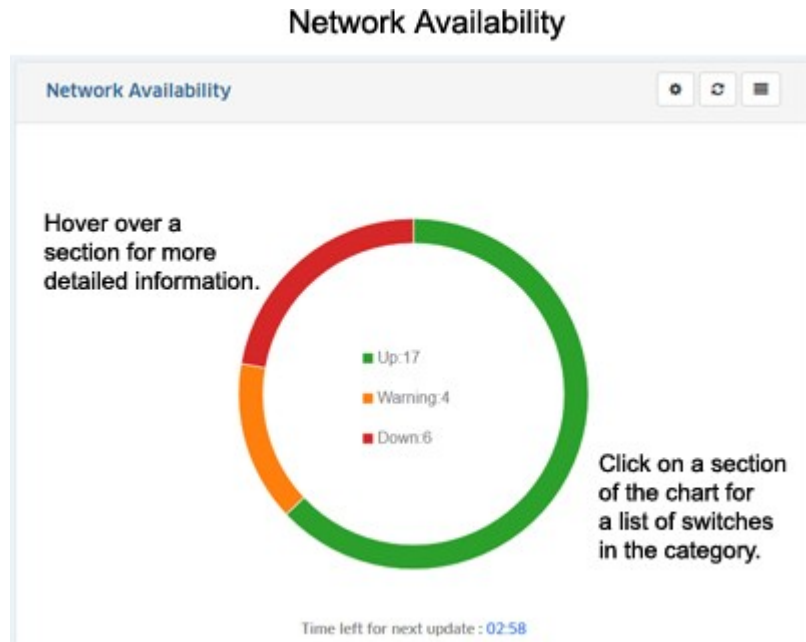 Network Availability
Network Availability
Hover over a
section for more
detailed information.
Up:17
Warning:4
Down:6
Click on a section
of the chart for
a list of switches
in the category.
Time left for next update : 02:58